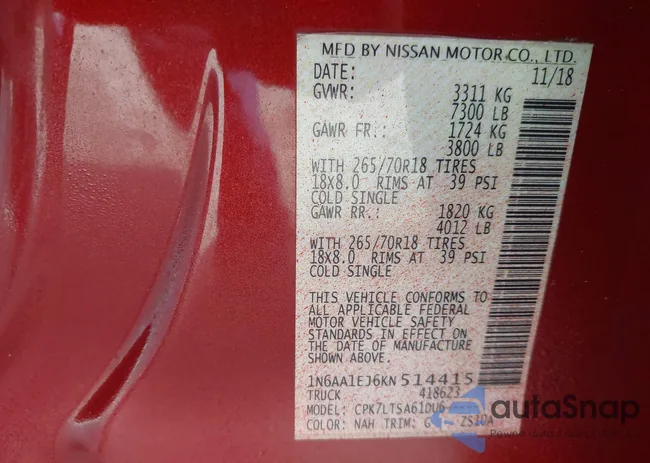 MFD BY NISSAN MOTOR CO., LTD.
DATE: 11/18
GVWR: 3311 KG
7300 LB
GAWR FR.: 1724 KG
3800 LB
WITH 265/70R18 TIRES
18X8.0 RIMS AT 39 PSI
COLD SINGLE
GAWR RR.: 1820 KG
4012 LB
WITH 265/70R18 TIRES
18X8.0 RIMS AT 39 PSI
COLD SINGLE
THIS VEHICLE CONFORMS TO
ALL APPLICABLE FEDERAL
MOTOR VEHICLE SAFETY
STANDARDS IN EFFECT ON
THE DATE OF MANUFACTURE
SHOWN ABOVE.
1N6AA1EJ6KN514415
TRUCK 418623
MODEL: CPK7LTSA61DU6-----
COLOR: NAH TRIM: G
autoSnap